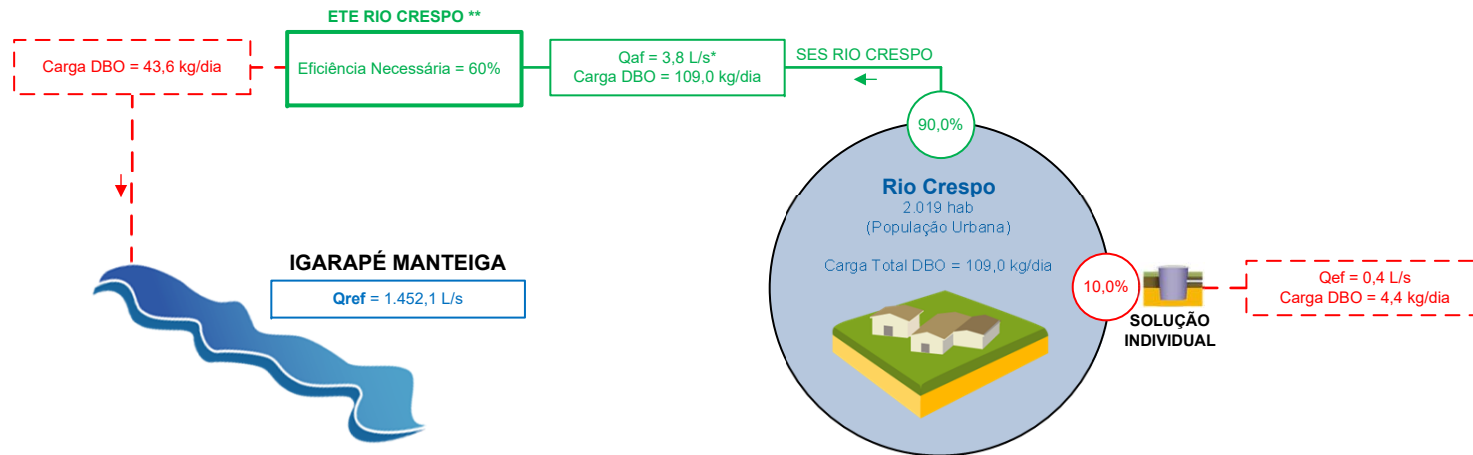 ETE RIO CRESPO **
Carga DBO = 43,6 kg/dia
Eficiência Necessária = 60%
Qaf = 3,8 L/s*
Carga DBO = 109,0 kg/dia
SES RIO CRESPO
90,0%
Rio Crespo
2.019 hab
(População Urbana)
Carga Total DBO = 109,0 kg/dia
IGARAPÉ MANTEIGA
Qref = 1.452,1 L/s
10,0%
SOLUÇÃO
INDIVIDUAL
Qef = 0,4 L/s
Carga DBO = 4,4 kg/dia